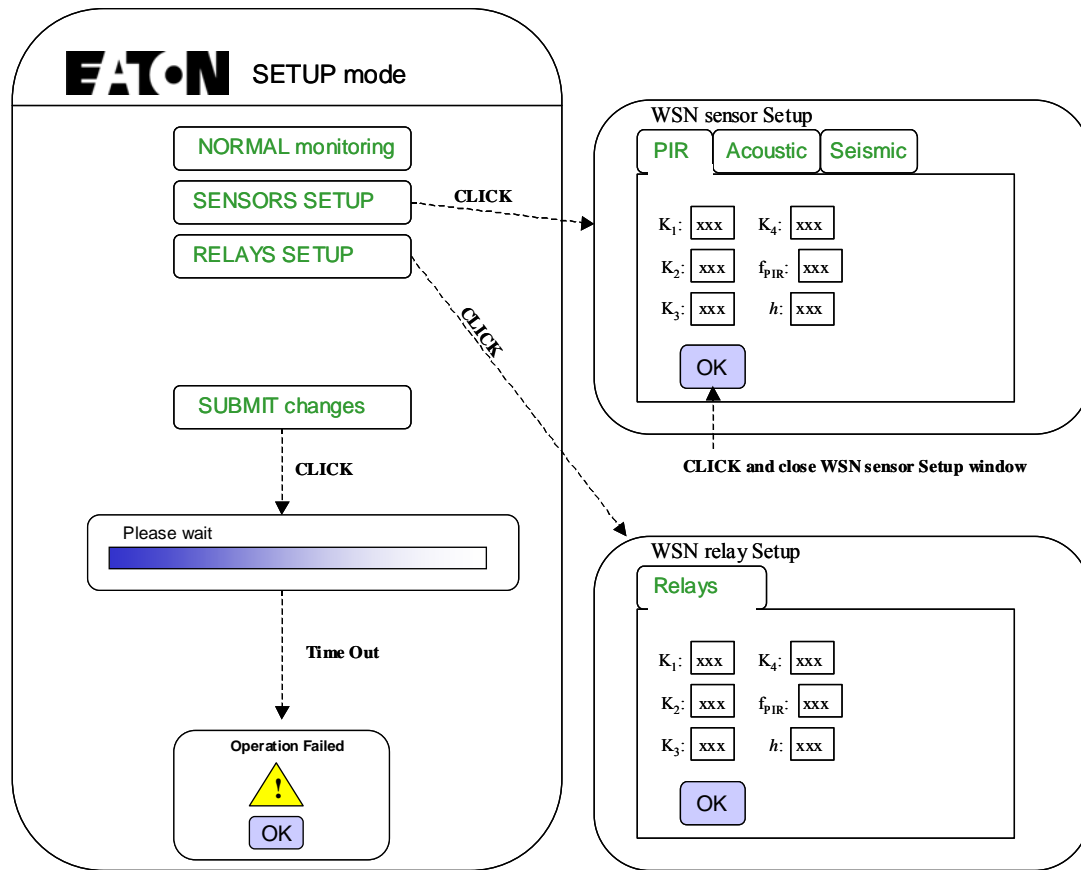 EATON SETUP mode
NORMAL monitoring
SENSORS SETUP
RELAYS SETUP
CLICK
CLICK
SUBMIT changes
CLICK
Please wait
Time Out
Operation Failed
!
OK
WSN sensor Setup
PIR Acoustic Seismic
K1: xxx K4: xxx
K2: xxx fPIR: xxx
K3: xxx h: xxx
OK
CLICK and close WSN sensor Setup window
WSN relay Setup
Relays
K1: xxx K4: xxx
K2: xxx fPIR: xxx
K3: xxx h: xxx
OK